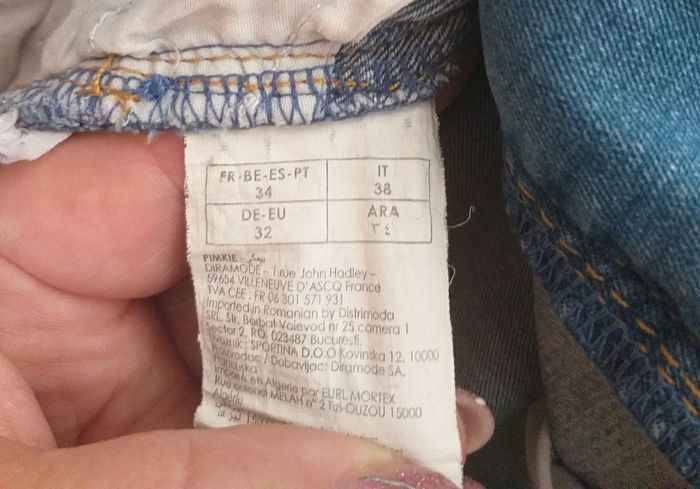 FR-BE-ES-PT
34
IT
38
DE-EU
32
ARA
٣٤
PIMKIE بيمكي
DIRAMODE - 1 rue John Hadley -
59654 VILLENEUVE D'ASCQ France
TVA CEE : FR 06 301 571 931
Imported in Romanian by Distrimoda
SRL, Str. Berbat Voievod nr 25 camera 1
Sector 2, RO, 023487 Bucuresti.
Uvoznik : SPORTINA D.O.O Kovinska 12, 10000
/ Dobavljac: Diramode SA,
Importé en Algérie par EURL MORTEX
Rue colonel MELAH n° 2 Tizi-OUZOU 15000
Algérie